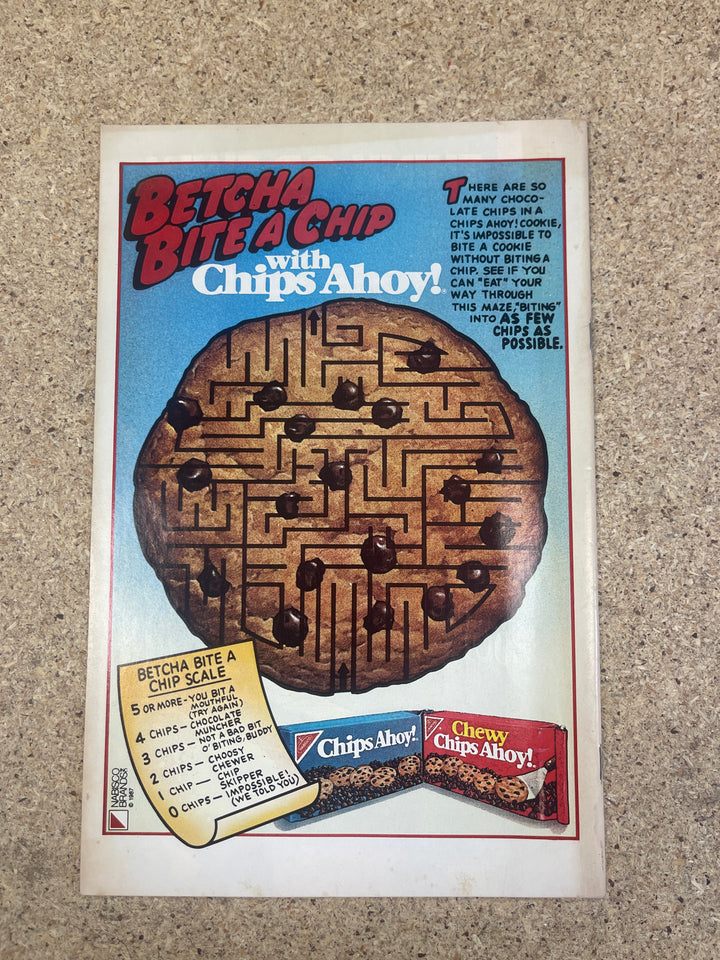 BETCHA
BITE A CHIP
with
Chips Ahoy!®
THERE ARE SO
MANY CHOCO-
LATE CHIPS IN A
CHIPS AHOY! COOKIE,
IT'S IMPOSSIBLE TO
BITE A COOKIE
WITHOUT BITING A
CHIP. SEE IF YOU
CAN "EAT" YOUR
WAY THROUGH
THIS MAZE, "BITING"
INTO AS FEW
CHIPS AS
POSSIBLE.
BETCHA BITE A
CHIP SCALE
5 OR MORE - YOU BIT A
MOUTHFUL
(TRY AGAIN)
4 CHIPS - CHOCOLATE
MUNCHER
3 CHIPS - NOT A BAD BIT
O' BITING, BUDDY
2 CHIPS - CHOOSY
CHEWER
1 CHIP - CHIP
SKIPPER
0 CHIPS - IMPOSSIBLE!
(WE TOLD YOU)
Chips Ahoy!
Chewy
Chips Ahoy!
NABISCO
BRANDS
© 1987